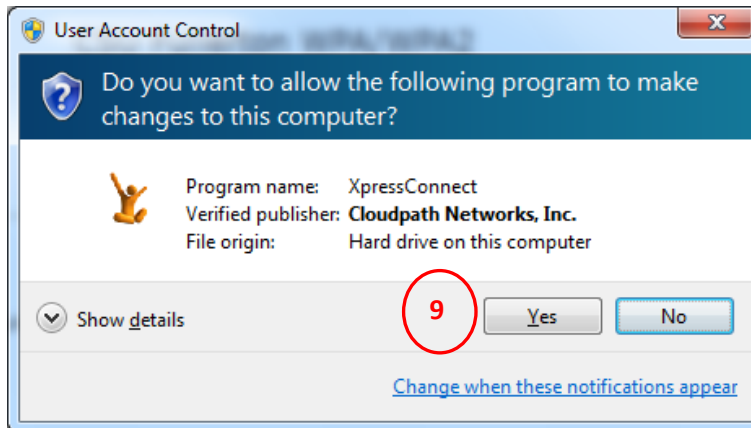 User Account Control
Do you want to allow the following program to make
changes to this computer?
Program name: XpressConnect
Verified publisher: Cloudpath Networks, Inc.
File origin: Hard drive on this computer
Show details
9
Yes
No
Change when these notifications appear